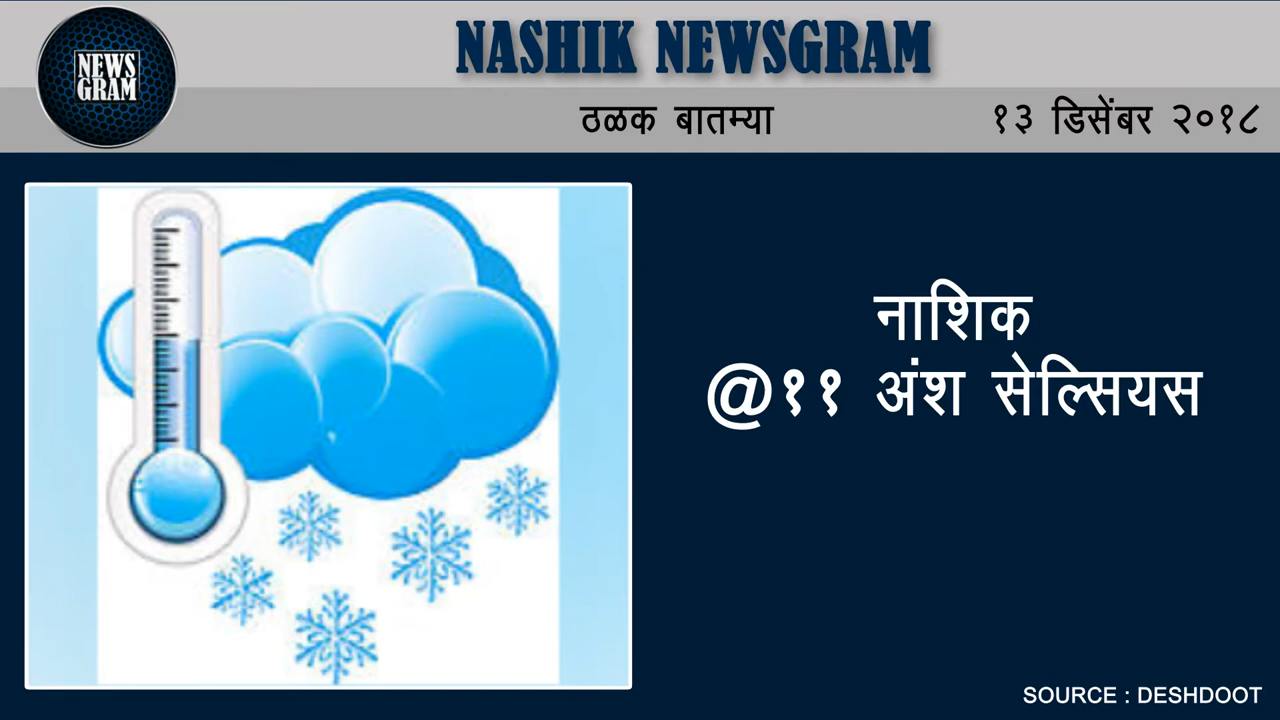 NEWS
GRAM
NASHIK NEWSGRAM
ठळक बातम्या
१३ डिसेंबर २०१८
नाशिक
@११ अंश सेल्सियस
SOURCE : DESHDOOT